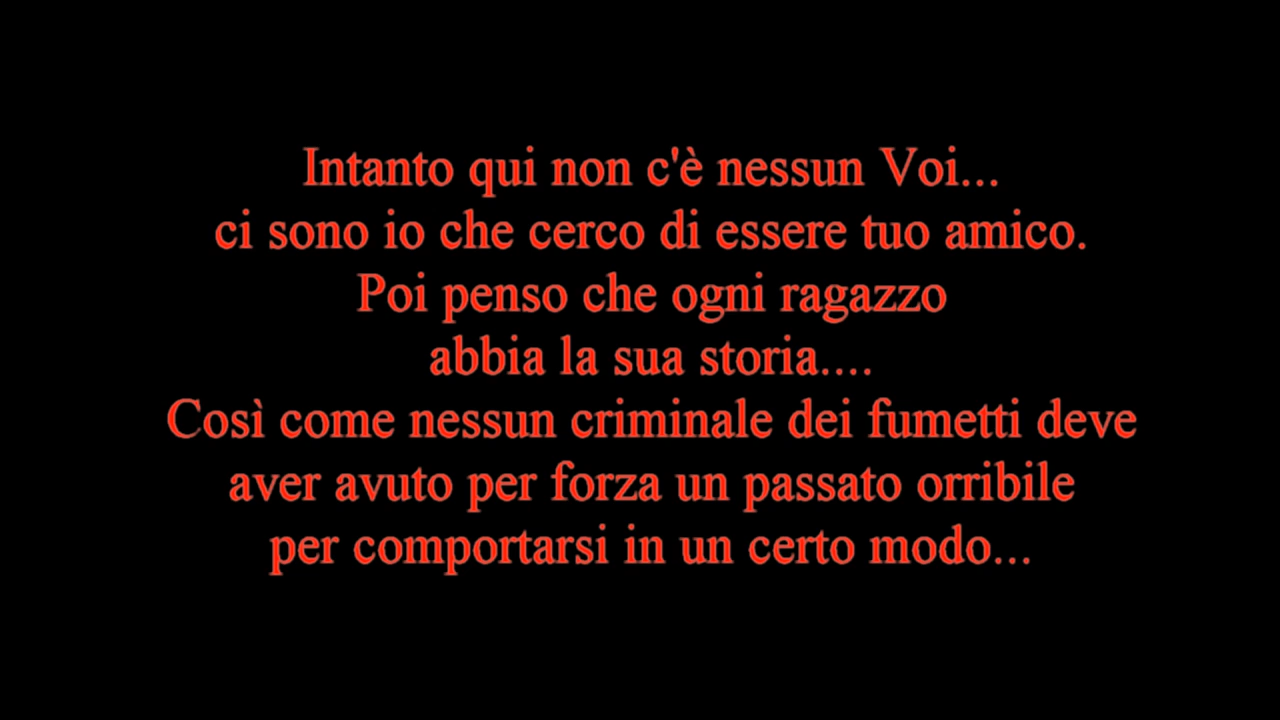 Intanto qui non c'è nessun Voi...
ci sono io che cerco di essere tuo amico.
Poi penso che ogni ragazzo
abbia la sua storia....
Così come nessun criminale dei fumetti deve
aver avuto per forza un passato orribile
per comportarsi in un certo modo...